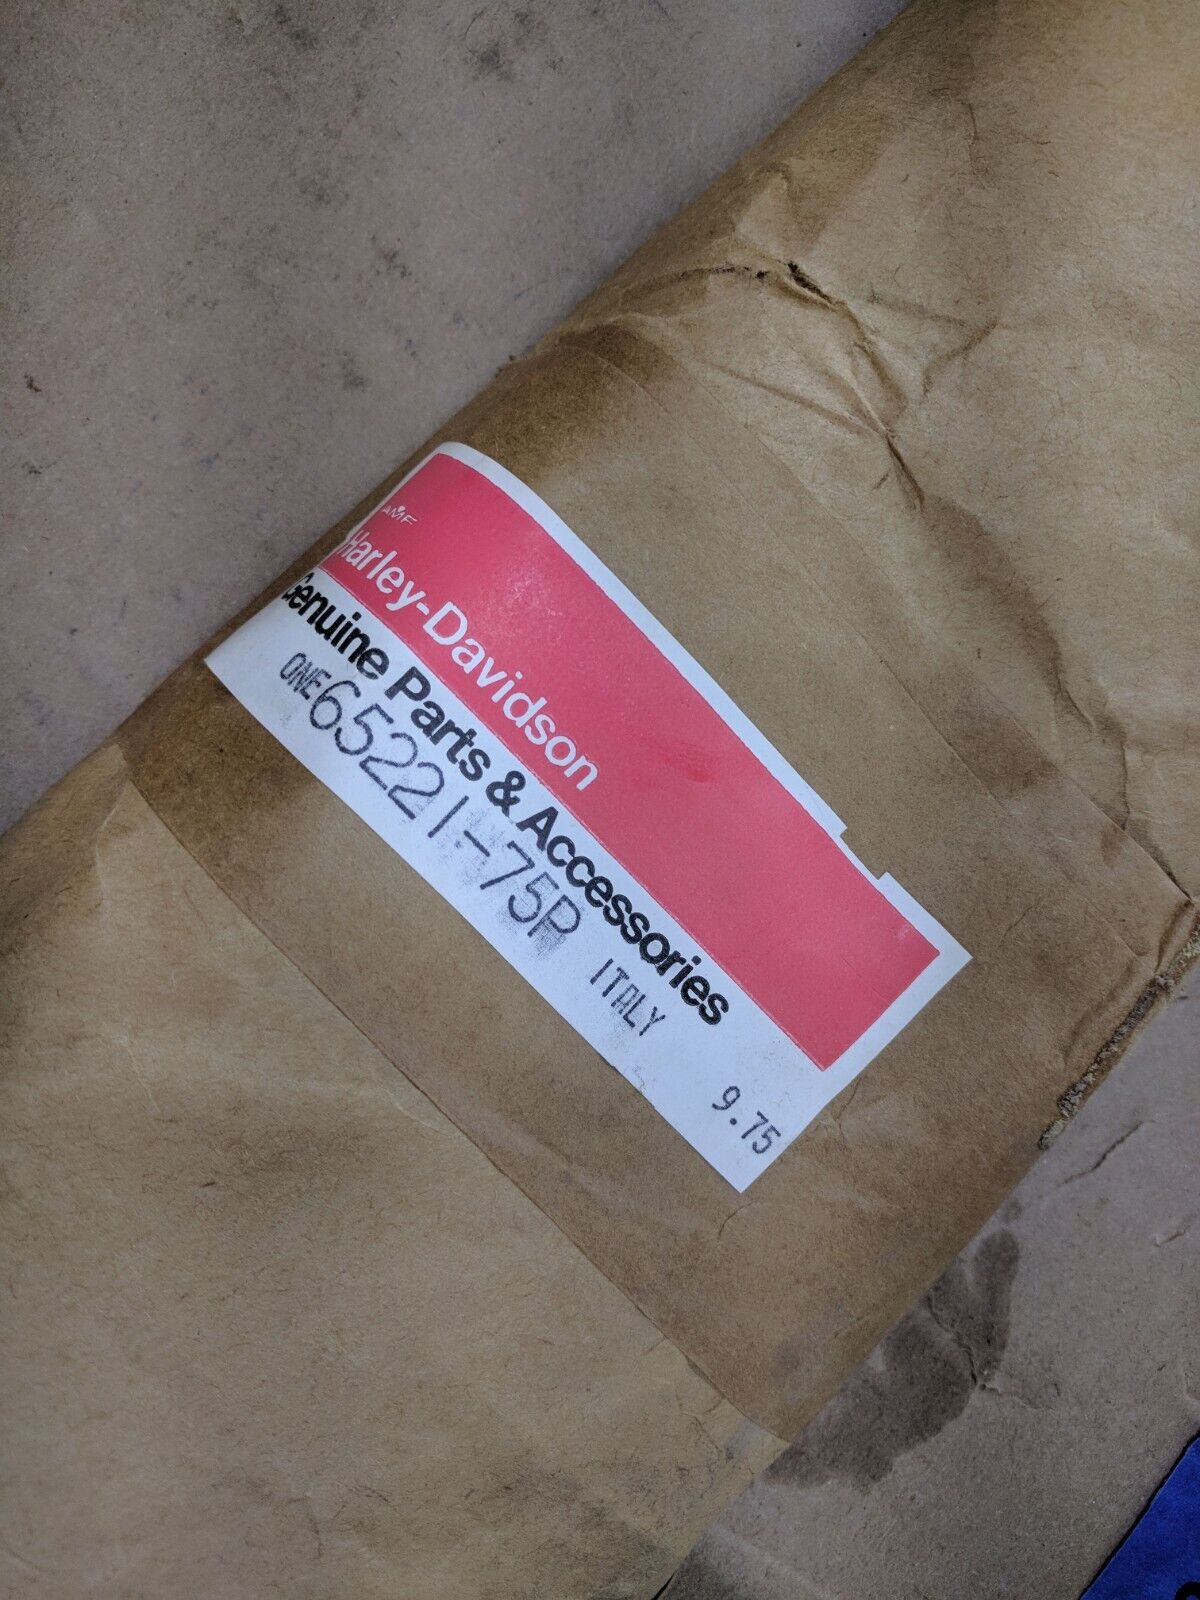 AMF
Harley-Davidson
Genuine Parts & Accessories
ONE 65221-75P ITALY 9.75